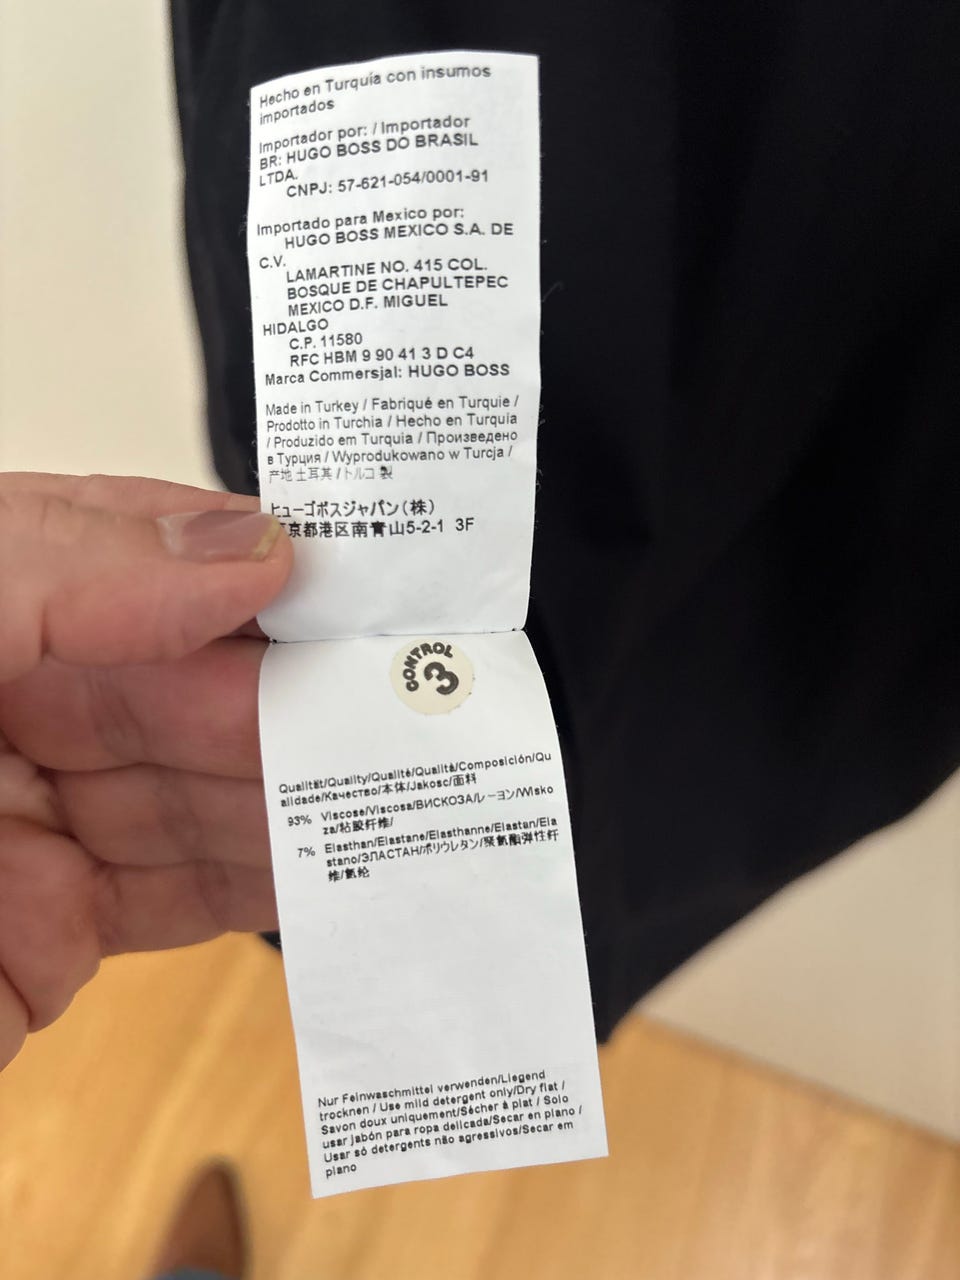 Hecho en Turquía con insumos
importados
Importador por: / Importador
BR: HUGO BOSS DO BRASIL
LTDA.
CNPJ: 57-621-054/0001-91
Importado para Mexico por:
HUGO BOSS MEXICO S.A. DE
C.V.
LAMARTINE NO. 415 COL.
BOSQUE DE CHAPULTEPEC
MEXICO D.F. MIGUEL
HIDALGO
C.P. 11580
RFC HBM 9 90 41 3 D C4
Marca Commersjal: HUGO BOSS
Made in Turkey / Fabriqué en Turquie /
Prodotto in Turchia / Hecho en Turquía
/ Produzido em Turquia / Произведено
в Турция / Wyprodukowano w Turcja /
产地 土耳其 / トルコ 製
ヒューゴボスジャパン（株）
京都港区南青山5-2-1 3F
CONTROL
3
Qualität/Quality/Qualité/Qualità/Composición/Qu
alidade/Качество/本体/Jakosc/面料
93% Viscose/Viscosa/ВИСКОЗА/レーヨン/Wisko
za/粘胶纤维/
7% Elasthan/Elastane/Elasthanne/Elastan/Ela
stano/ЭЛАСТАН/ポリウレタン/聚氨酯弹性纤
维/氨纶
Nur Feinwaschmittel verwenden/Liegend
trocknen / Use mild detergent only/Dry flat /
Savon doux uniquement/Sécher à plat / Solo
usar jabón para ropa delicada/Secar en plano /
Usar só detergents não agressivos/Secar em
plano